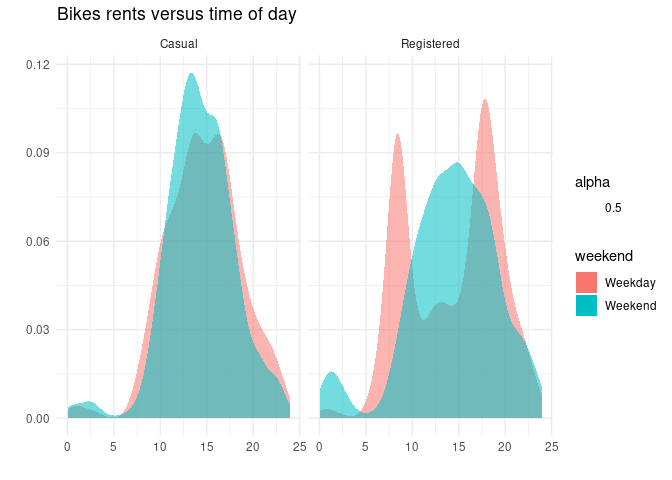 Bikes rents versus time of day
Casual
Registered
0.12
0.09
0.06
0.03
0.00
0 5 10 15 20 25
0 5 10 15 20 25
alpha
0.5
weekend
Weekday
Weekend